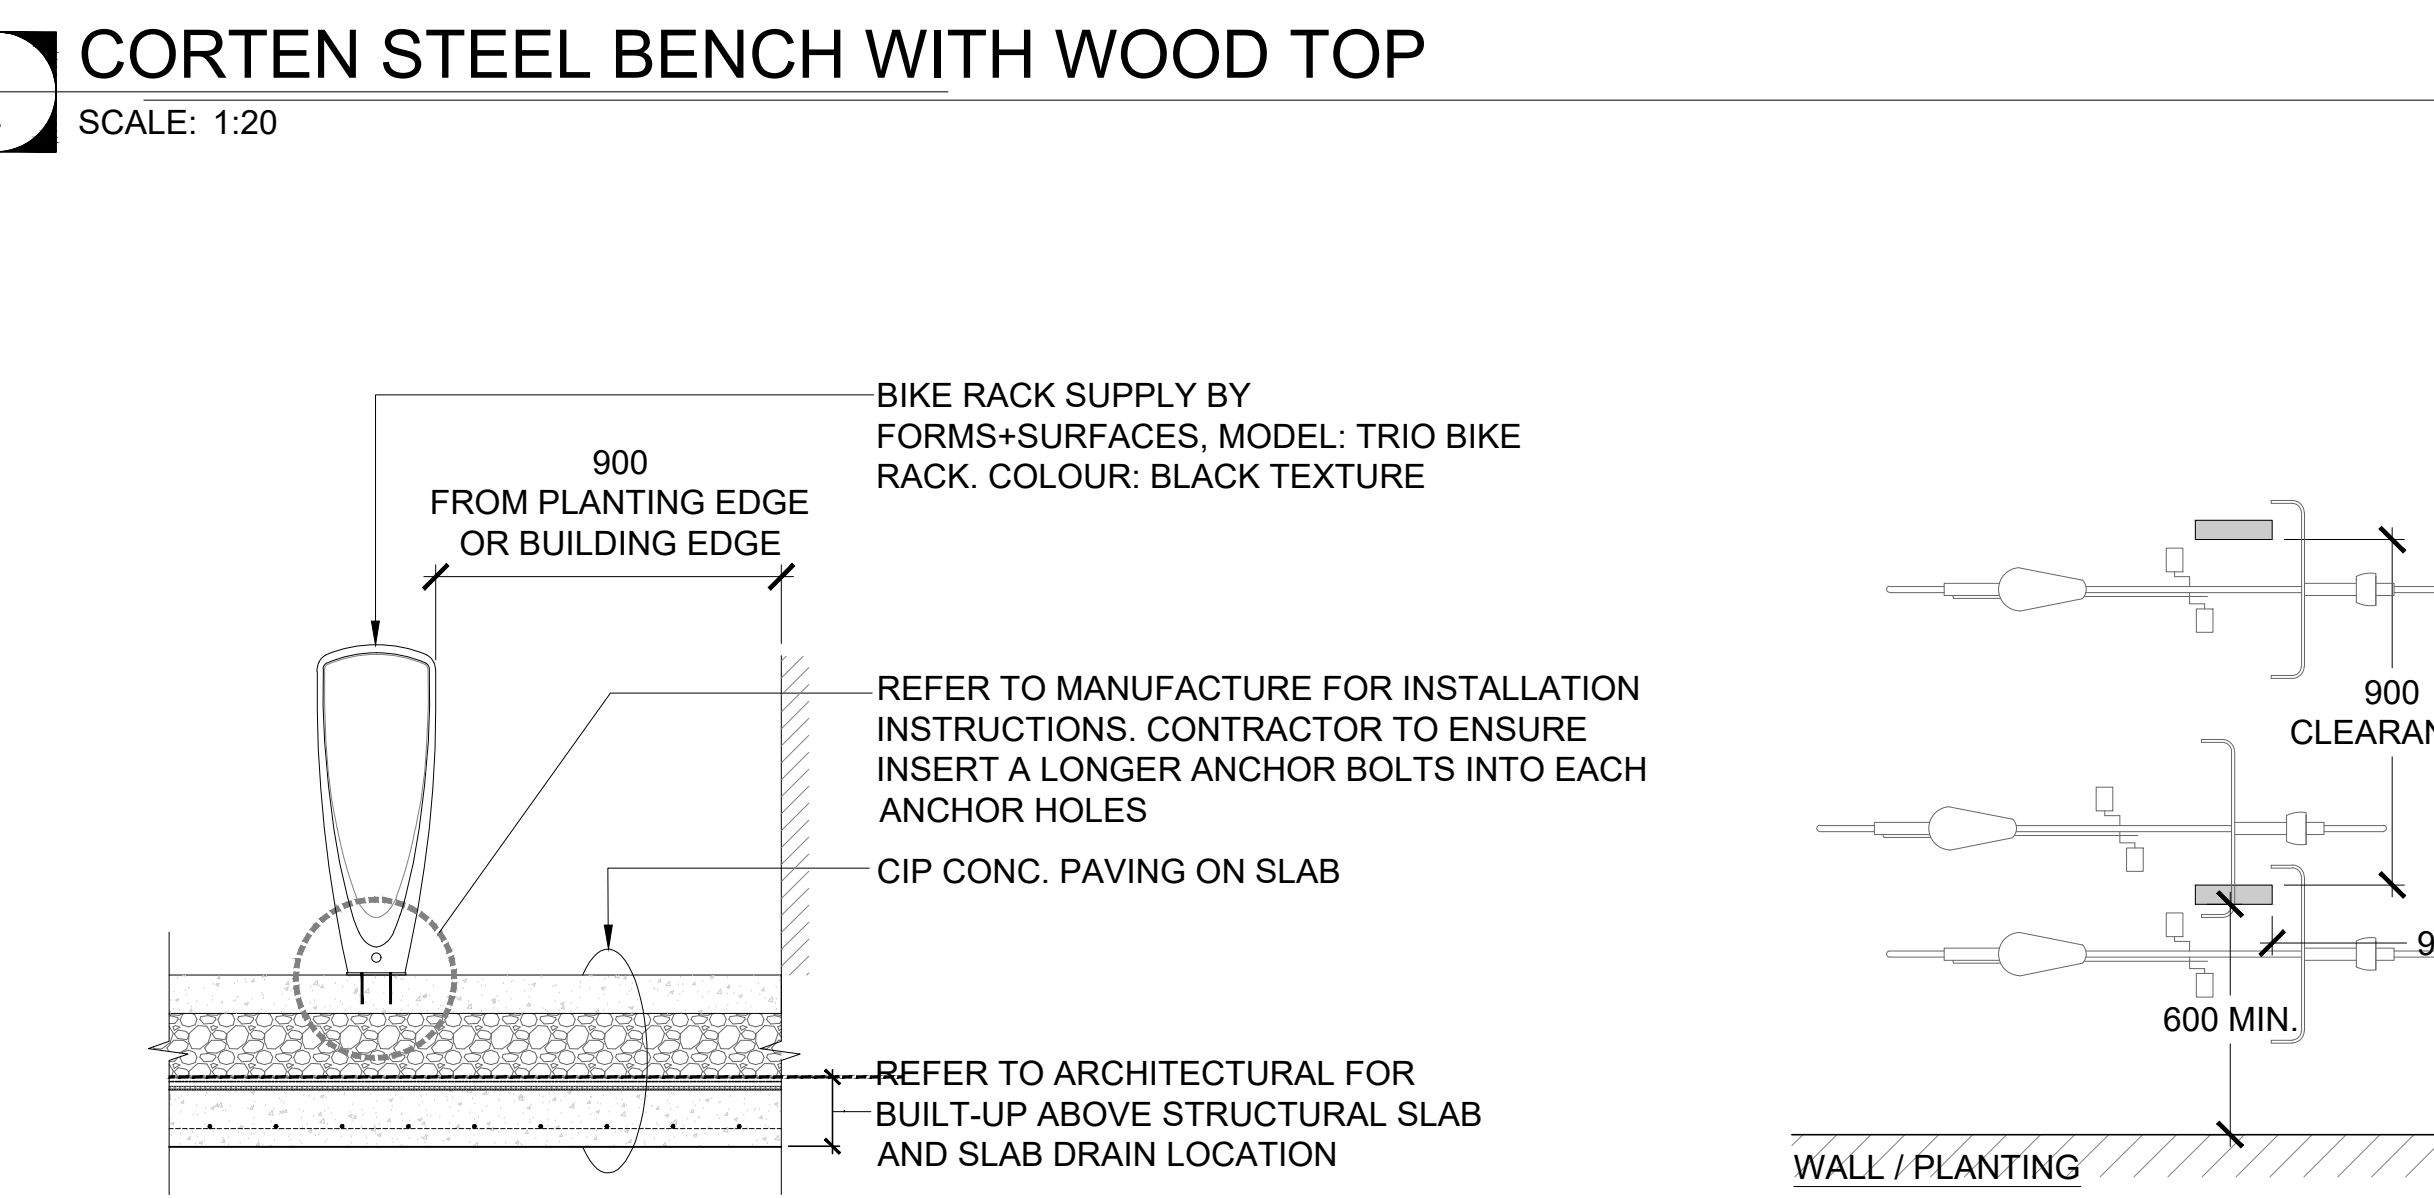 CORTEN STEEL BENCH WITH WOOD TOP
SCALE: 1:20
BIKE RACK SUPPLY BY
FORMS+SURFACES, MODEL: TRIO BIKE
RACK. COLOUR: BLACK TEXTURE
900
FROM PLANTING EDGE
OR BUILDING EDGE
REFER TO MANUFACTURE FOR INSTALLATION
INSTRUCTIONS. CONTRACTOR TO ENSURE
INSERT A LONGER ANCHOR BOLTS INTO EACH
ANCHOR HOLES
CIP CONC. PAVING ON SLAB
REFER TO ARCHITECTURAL FOR
BUILT-UP ABOVE STRUCTURAL SLAB
AND SLAB DRAIN LOCATION
900
600 MIN.
WALL / PLANTING